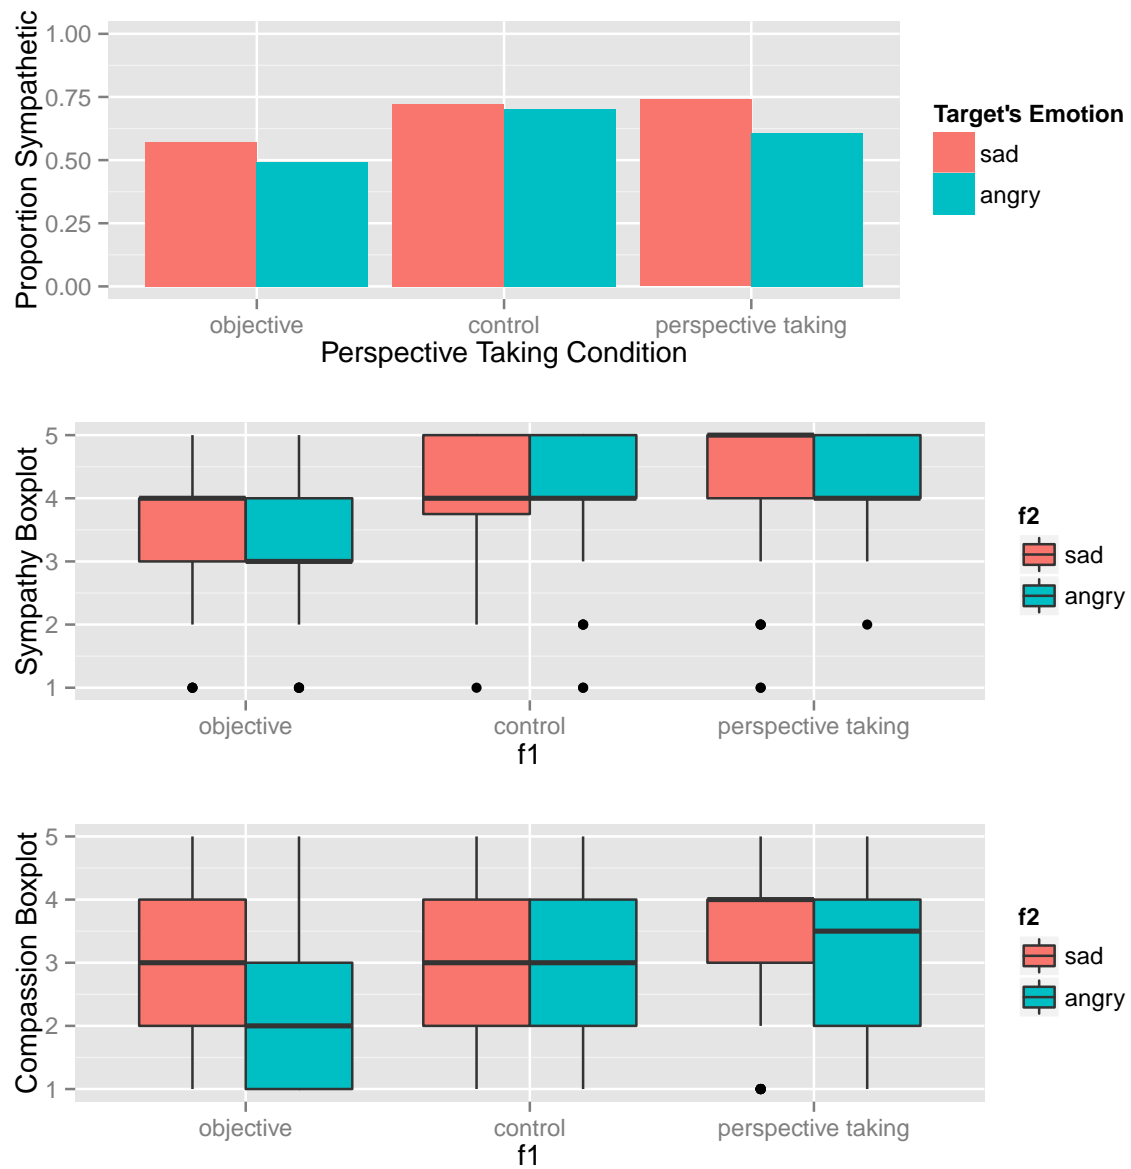 Proportion Sympathetic
1.00
0.75
0.50
0.25
0.00
objective control perspective taking
Perspective Taking Condition
Target's Emotion
sad
angry
Sympathy Boxplot
5
4
3
2
1
objective control perspective taking
f1
f2
sad
angry
Compassion Boxplot
5
4
3
2
1
objective control perspective taking
f1
f2
sad
angry